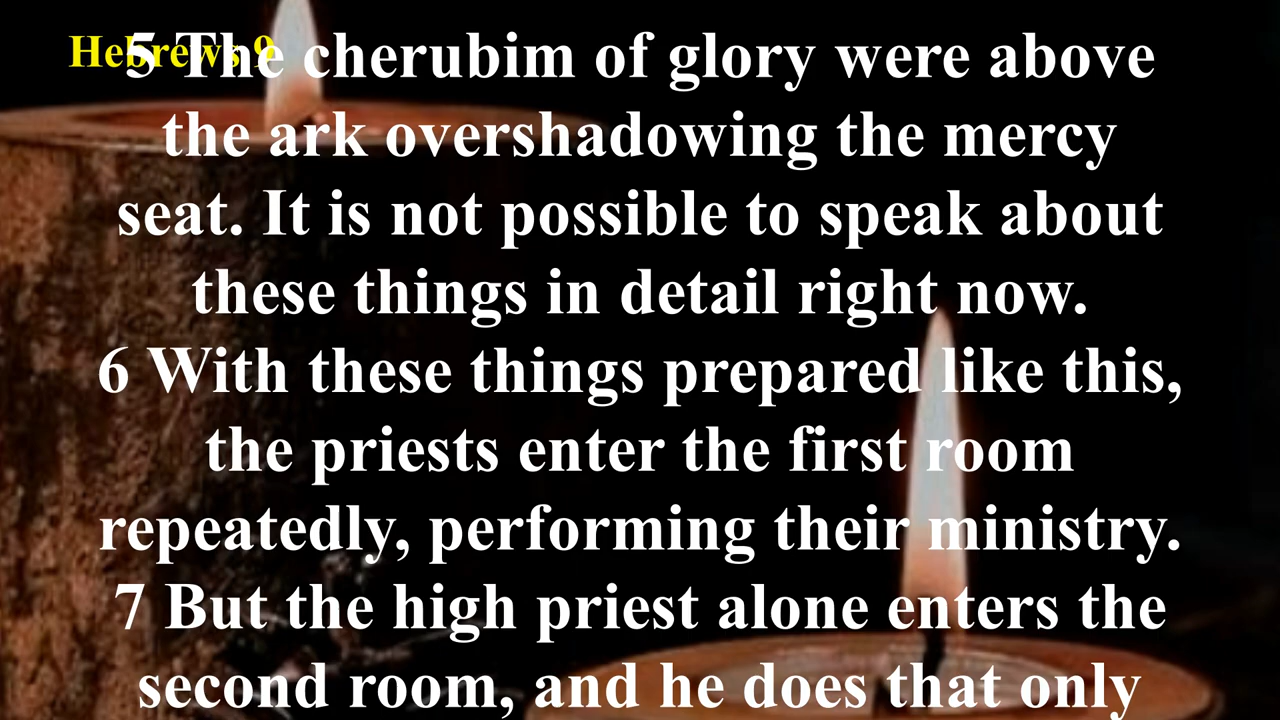 Hebrews 9
5 The cherubim of glory were above
the ark overshadowing the mercy
seat. It is not possible to speak about
these things in detail right now.
6 With these things prepared like this,
the priests enter the first room
repeatedly, performing their ministry.
7 But the high priest alone enters the
second room, and he does that only